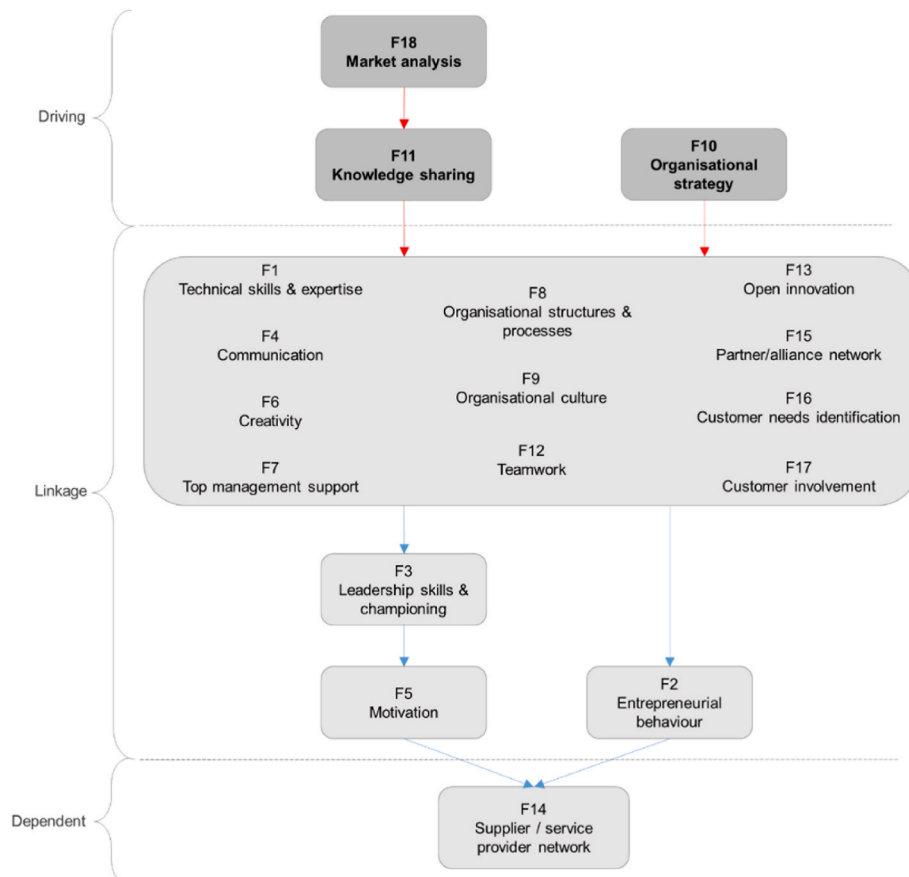 Driving
F18
Market analysis
F11
Knowledge sharing
F10
Organisational
strategy
Linkage
F1
Technical skills & expertise
F4
Communication
F6
Creativity
F7
Top management support
F8
Organisational structures &
processes
F9
Organisational culture
F12
Teamwork
F13
Open innovation
F15
Partner/alliance network
F16
Customer needs identification
F17
Customer involvement
F3
Leadership skills &
championing
F5
Motivation
F2
Entrepreneurial
behaviour
Dependent
F14
Supplier / service
provider network